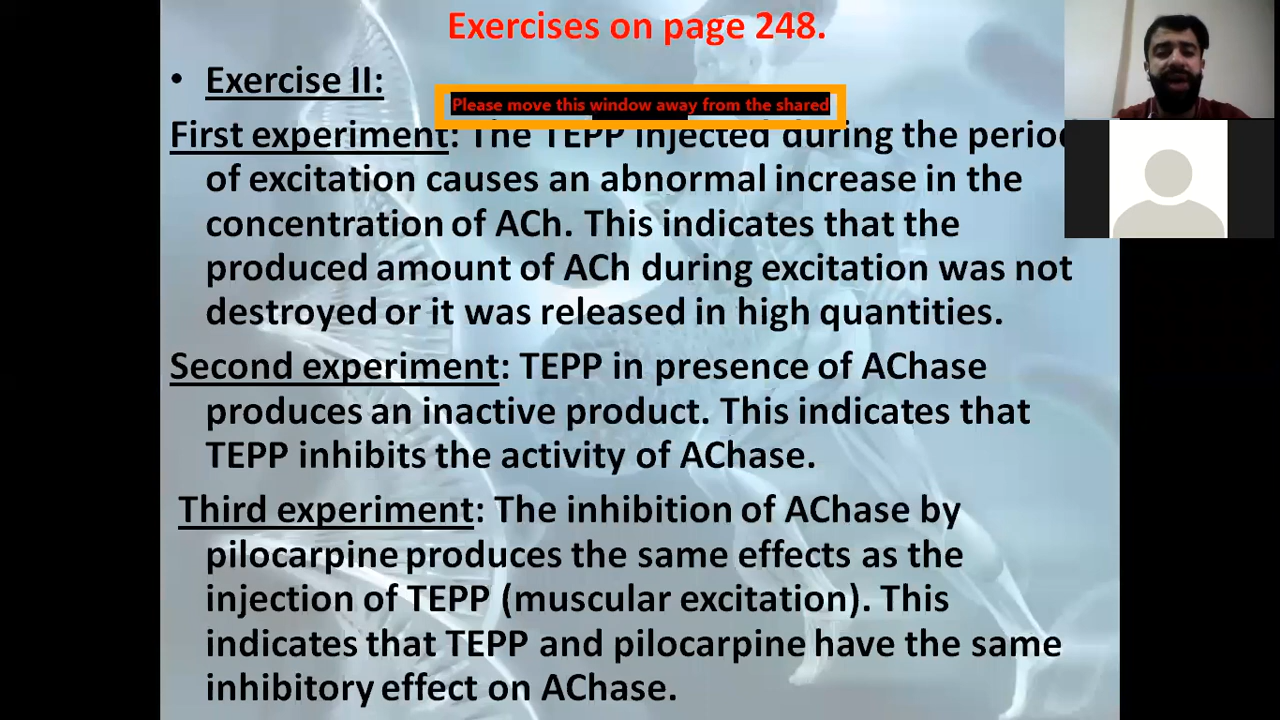 Exercises on page 248.
• Exercise II:
Please move this window away from the shared
First experiment: The TEPP injected during the period
of excitation causes an abnormal increase in the
concentration of ACh. This indicates that the
produced amount of ACh during excitation was not
destroyed or it was released in high quantities.
Second experiment: TEPP in presence of AChase
produces an inactive product. This indicates that
TEPP inhibits the activity of AChase.
Third experiment: The inhibition of AChase by
pilocarpine produces the same effects as the
injection of TEPP (muscular excitation). This
indicates that TEPP and pilocarpine have the same
inhibitory effect on AChase.